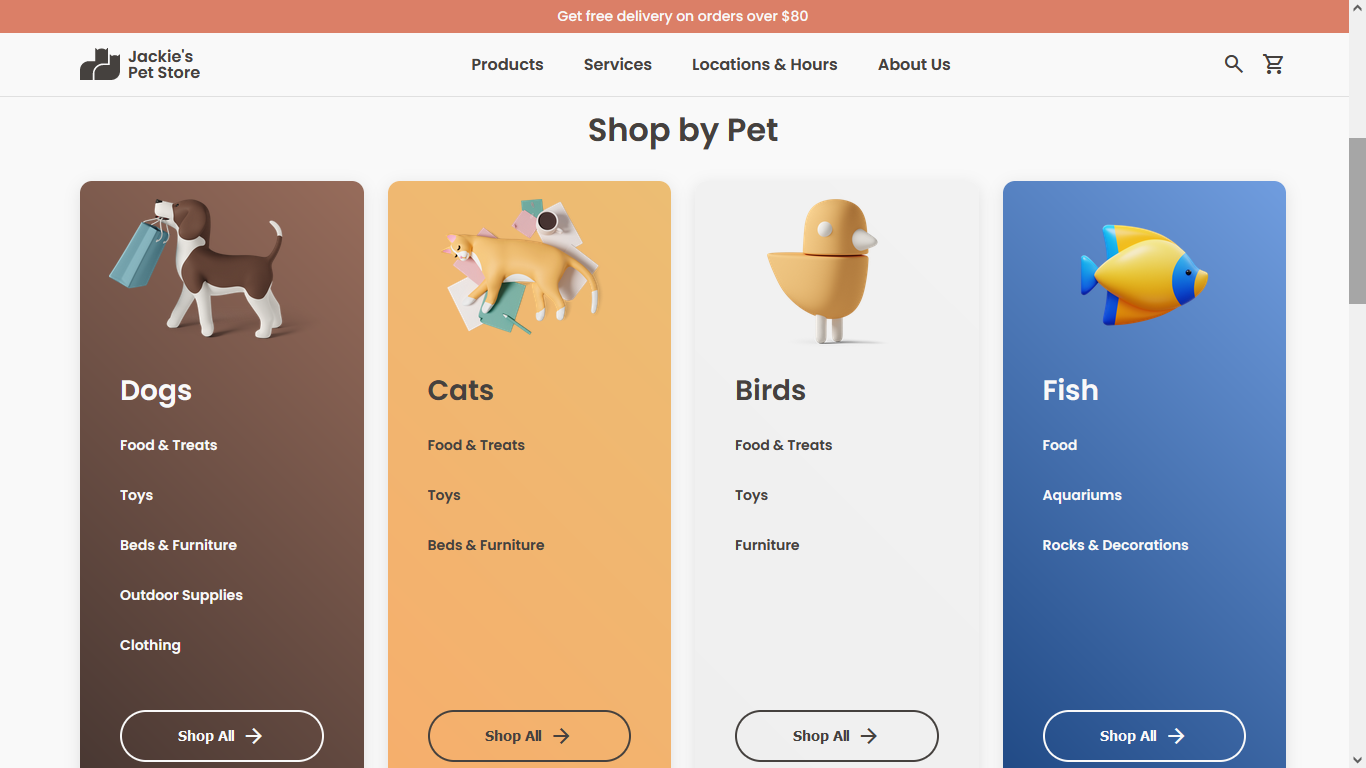 Get free delivery on orders over $80
Jackie's
Pet Store
Products
Services
Locations & Hours
About Us
Shop by Pet
Dogs
Food & Treats
Toys
Beds & Furniture
Outdoor Supplies
Clothing
Shop All
Cats
Food & Treats
Toys
Beds & Furniture
Shop All
Birds
Food & Treats
Toys
Furniture
Shop All
Fish
Food
Aquariums
Rocks & Decorations
Shop All